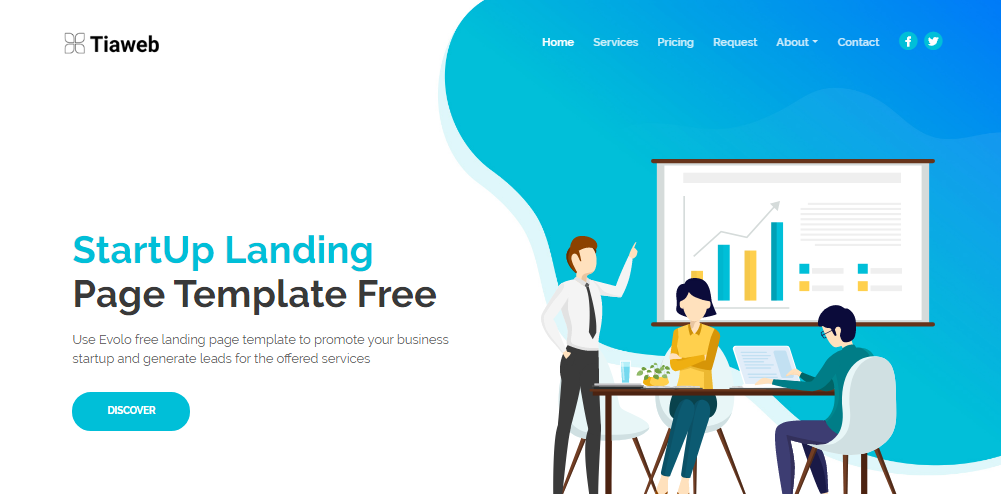 Tiaweb
Home Services Pricing Request About Contact
StartUp Landing
Page Template Free
Use Evolo free landing page template to promote your business
startup and generate leads for the offered services
DISCOVER